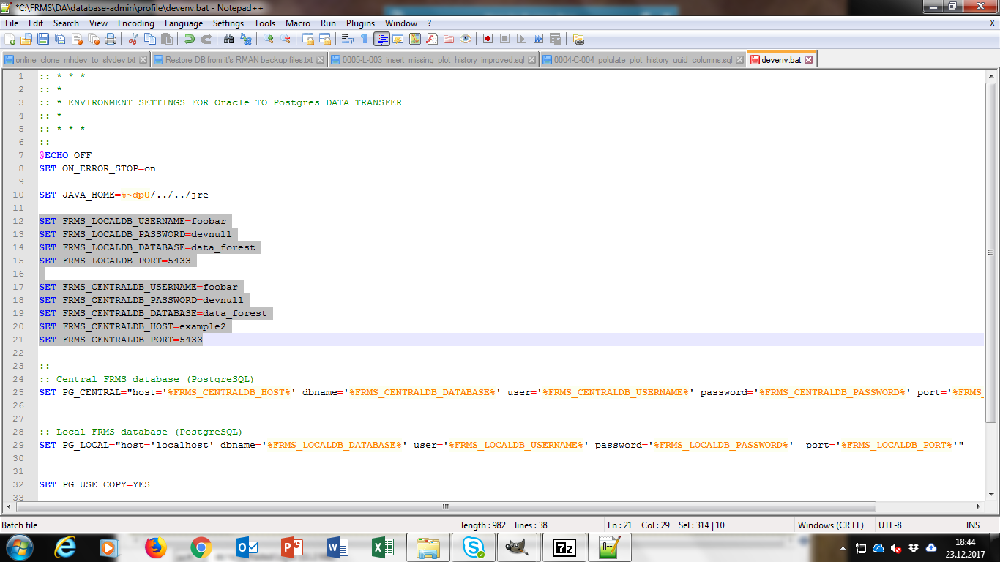 *C:\FRMS\DA\database-admin\profile\devenv.bat - Notepad++
File Edit Search View Encoding Language Settings Tools Macro Run Plugins Window ? X
online_clone_mhdev_to_slvdev.txt Restore DB from it's RMAN backup files.txt 0005-L-003_insert_missing_plot_history_improved.sql 0004-C-004_polulate_plot_history_uuid_columns.sql devenv.bat
1 :: * * *
2 :: *
3 :: * ENVIRONMENT SETTINGS FOR Oracle TO Postgres DATA TRANSFER
4 :: *
5 :: * * *
6 ::
7 @ECHO OFF
8 SET ON_ERROR_STOP=on
9
10 SET JAVA_HOME=%~dp0/../../jre
11
12 SET FRMS_LOCALDB_USERNAME=foobar
13 SET FRMS_LOCALDB_PASSWORD=devnull
14 SET FRMS_LOCALDB_DATABASE=data_forest
15 SET FRMS_LOCALDB_PORT=5433
16
17 SET FRMS_CENTRALDB_USERNAME=foobar
18 SET FRMS_CENTRALDB_PASSWORD=devnull
19 SET FRMS_CENTRALDB_DATABASE=data_forest
20 SET FRMS_CENTRALDB_HOST=example2
21 SET FRMS_CENTRALDB_PORT=5433
22
23 ::
24 :: Central FRMS database (PostgreSQL)
25 SET PG_CENTRAL="host='%FRMS_CENTRALDB_HOST%' dbname='%FRMS_CENTRALDB_DATABASE%' user='%FRMS_CENTRALDB_USERNAME%' password='%FRMS_CENTRALDB_PASSWORD%' port='%FRMS_
26
27
28 :: Local FRMS database (PostgreSQL)
29 SET PG_LOCAL="host='localhost' dbname='%FRMS_LOCALDB_DATABASE%' user='%FRMS_LOCALDB_USERNAME%' password='%FRMS_LOCALDB_PASSWORD%'  port='%FRMS_LOCALDB_PORT%'"
30
31
32 SET PG_USE_COPY=YES
33
Batch file length : 982 lines : 38 Ln : 21 Col : 29 Sel : 314 | 10 Windows (CR LF) UTF-8 INS
18:44
23.12.2017